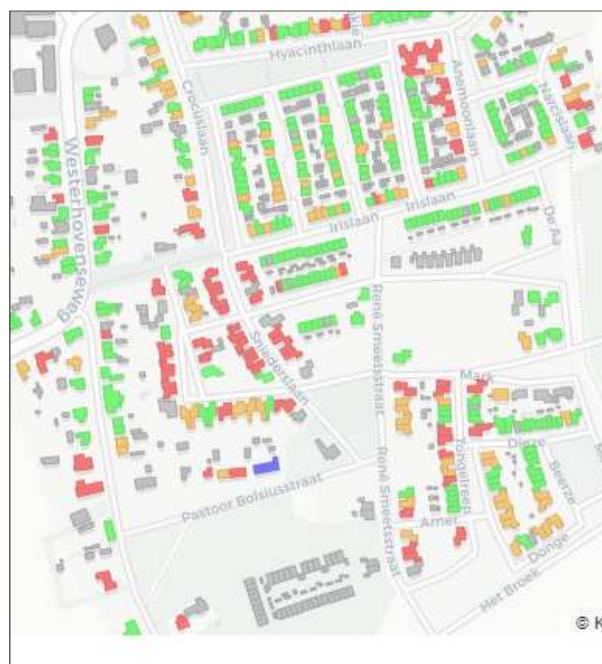 Hyacinthlaan
Crocuslaan
Anemoonlaan
Narcislaan
Westerhovenseweg
Irislaan
Irislaan
De Aa
Smaderslaan
René Smeetsstraat
Mark
Dieze
Tongelreep
Beerze
René Smeetsstraat
Pastoor Bolsiusstraat
Amer
Donge
Het Broek
© K